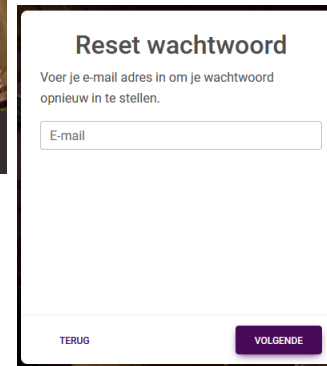 Reset wachtwoord
Voer je e-mail adres in om je wachtwoord
opnieuw in te stellen.
E-mail
TERUG
VOLGENDE